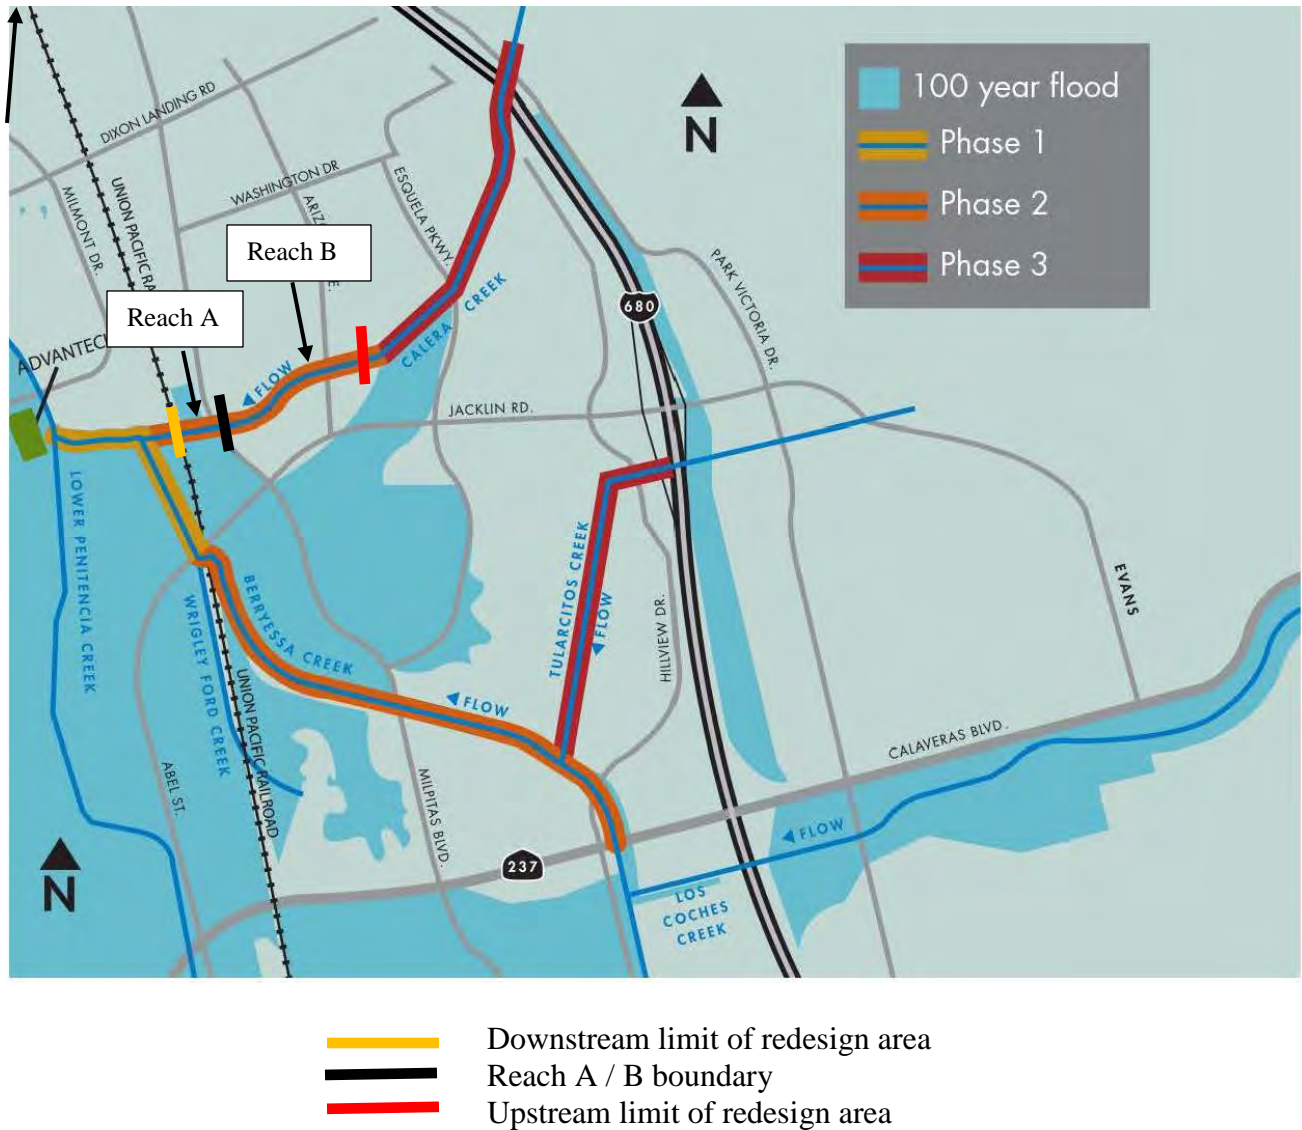 DIXON LANDING RD
WASHINGTON DR
MILMONT DR.
UNION PACIFIC RA
ESQUELA PKWY.
Reach B
Reach A
ADVANTEC
CALERA CREEK
FLOW
JACKLIN RD.
680
PARK VICTORIA DR.
N
100 year flood
Phase 1
Phase 2
Phase 3
LOWER PENITENCIA CREEK
WRIGLEY FORD CREEK
BERRYESSA CREEK
UNION PACIFIC RAILROAD
TULARCITOS CREEK
FLOW
HILLVIEW DR.
EVANS
FLOW
CALAVERAS BLVD.
ABEL ST.
MILPITAS BLVD.
237
FLOW
LOS
COCHES
CREEK
N
Downstream limit of redesign area
Reach A / B boundary
Upstream limit of redesign area